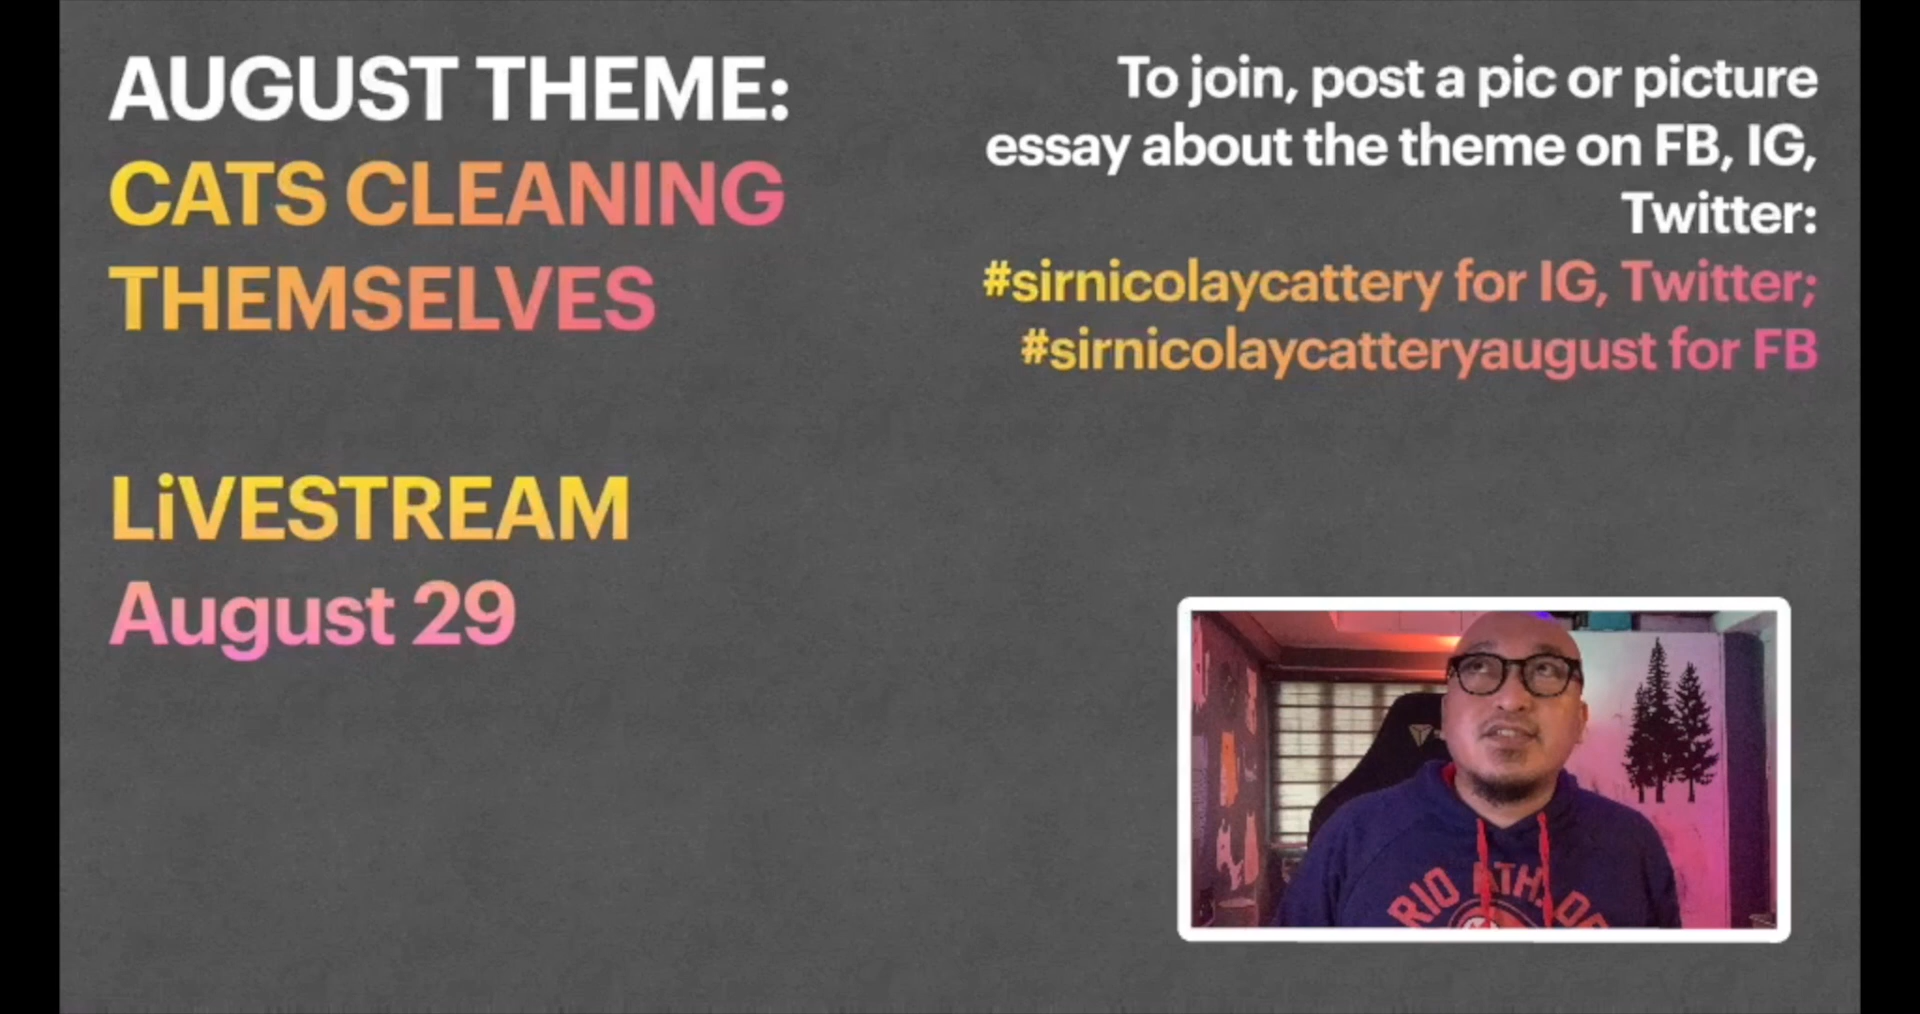 AUGUST THEME:
CATS CLEANING
THEMSELVES
LiVESTREAM
August 29
To join, post a pic or picture
essay about the theme on FB, IG,
Twitter:
#sirnicolaycattery for IG, Twitter;
#sirnicolaycatteryaugust for FB